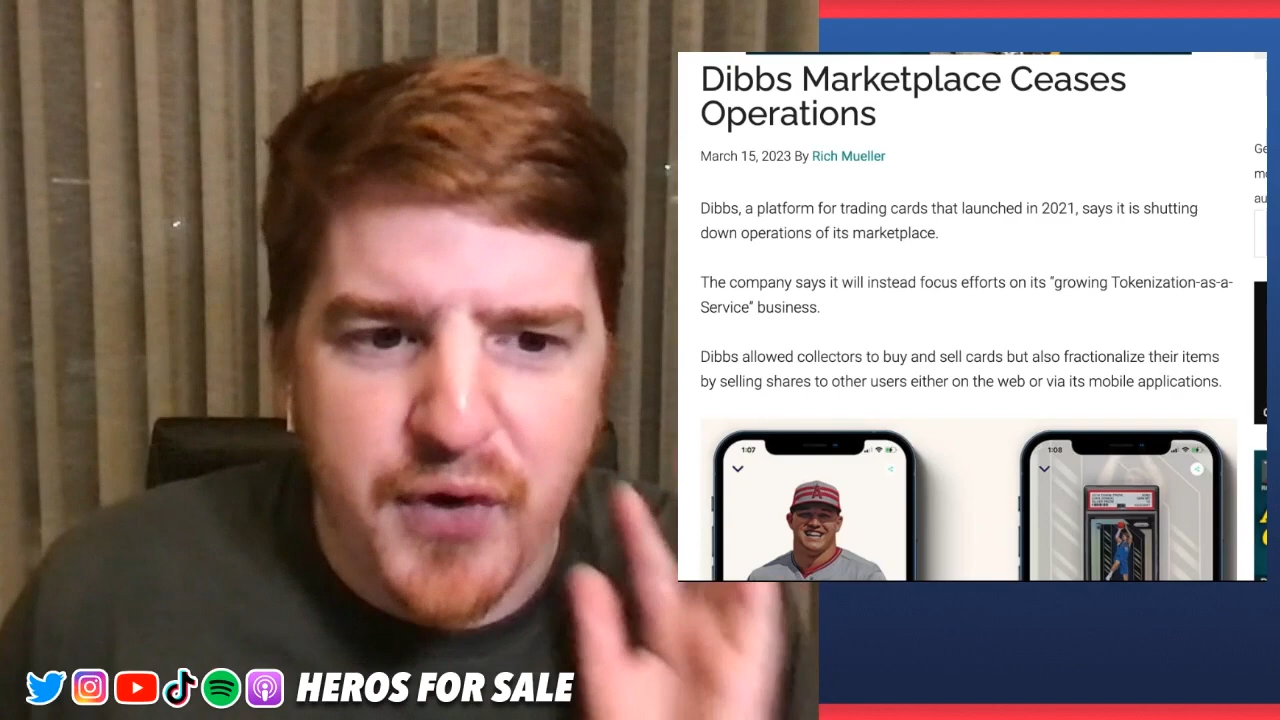 Dibbs Marketplace Ceases
Operations
March 15, 2023 By Rich Mueller
Dibbs, a platform for trading cards that launched in 2021, says it is shutting
down operations of its marketplace.
The company says it will instead focus efforts on its “growing Tokenization-as-a-
Service” business.
Dibbs allowed collectors to buy and sell cards but also fractionalize their items
by selling shares to other users either on the web or via its mobile applications.
1:07
1:08
A
HEROS FOR SALE